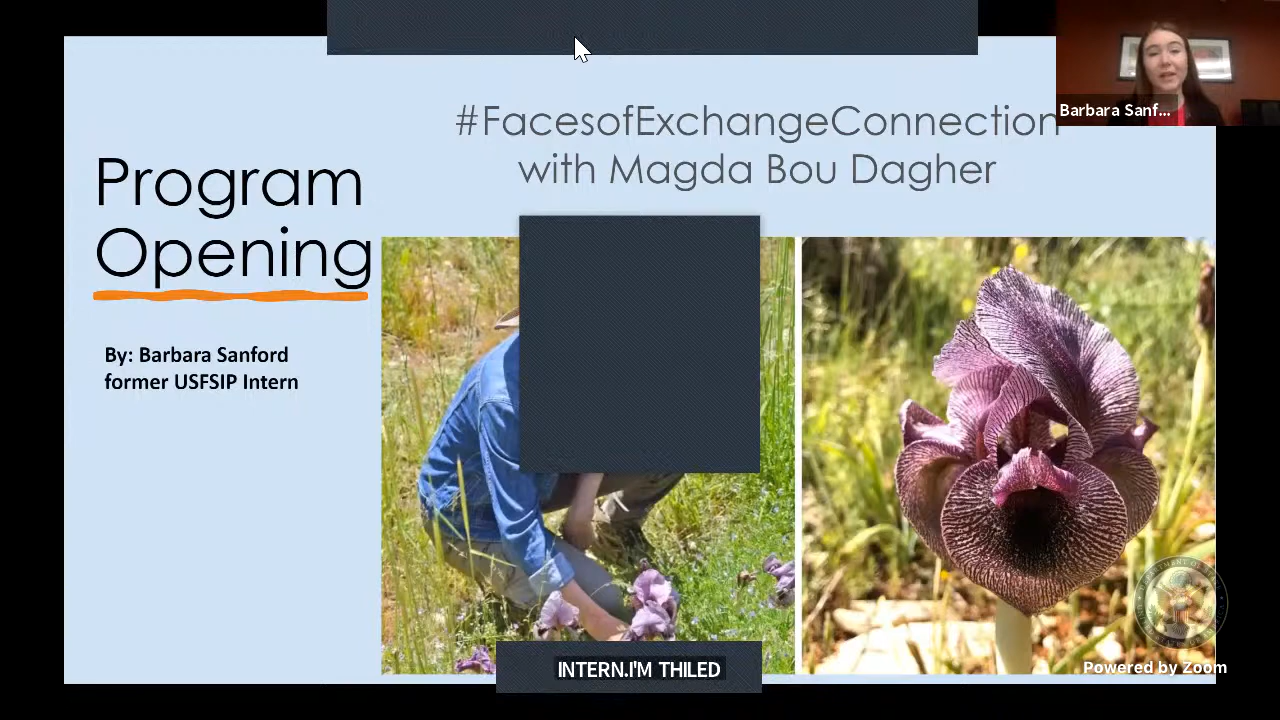 #FacesofExchangeConnection
with Magda Bou Dagher
Barbara Sanf...
Program
Opening
By: Barbara Sanford
former USFSIP Intern
INTERN.I'M THILED
Powered by Zoom